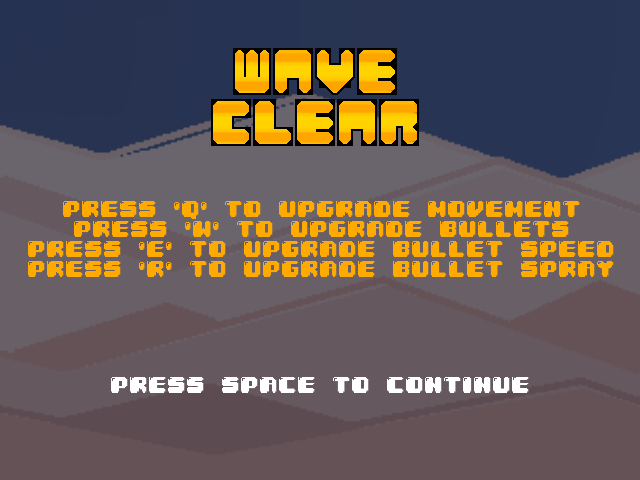 WAVE
CLEAR
PRESS 'Q' TO UPGRADE MOVEMENT
PRESS 'W' TO UPGRADE BULLETS
PRESS 'E' TO UPGRADE BULLET SPEED
PRESS 'R' TO UPGRADE BULLET SPRAY
PRESS SPACE TO CONTINUE